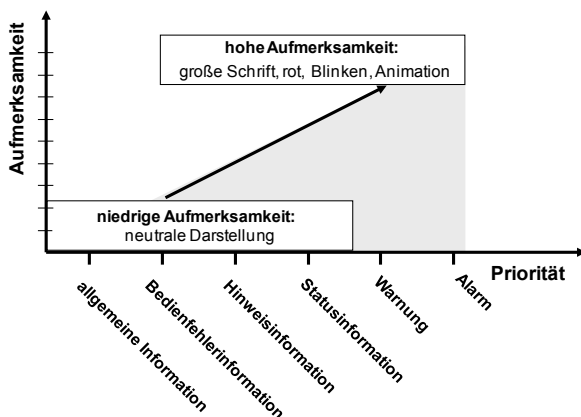 Aufmerksamkeit
hohe Aufmerksamkeit:
große Schrift, rot, Blinken, Animation
niedrige Aufmerksamkeit:
neutrale Darstellung
Priorität
allgemeine Information
Bedienfehlerinformation
Hinweisinformation
Statusinformation
Warnung
Alarm